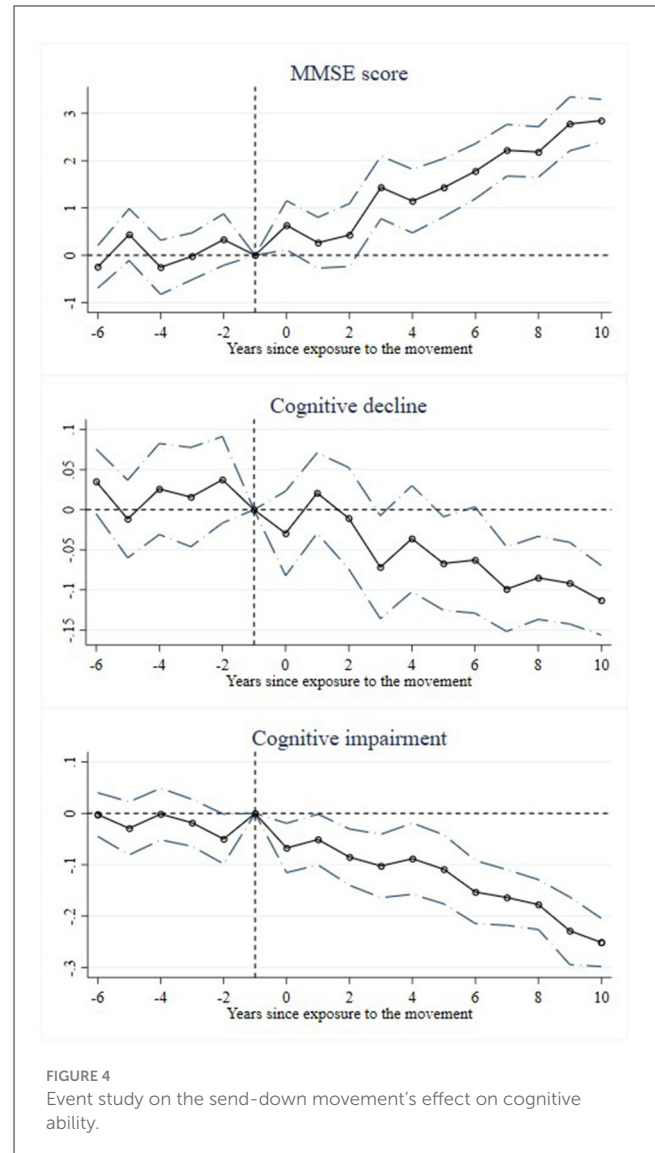 MMSE score
3
2
1
0
-1
-6 -4 -2 0 2 4 6 8 10
Years since exposure to the movement
Cognitive decline
.1
.05
0
-.05
-.1
-.15
-6 -4 -2 0 2 4 6 8 10
Years since exposure to the movement
Cognitive impairment
.1
0
-.1
-.2
-.3
-6 -4 -2 0 2 4 6 8 10
Years since exposure to the movement
FIGURE 4
Event study on the send-down movement's effect on cognitive
ability.